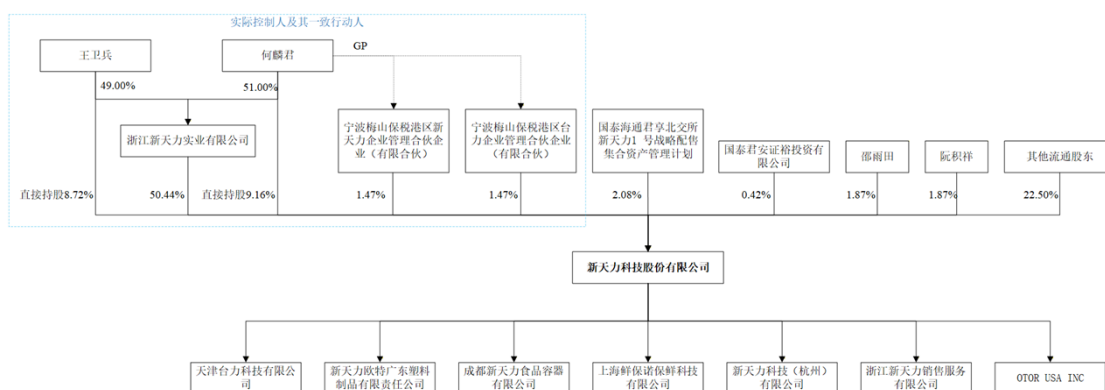 实际控制人及其一致行动人
王卫兵
何麟君
GP
49.00%
51.00%
浙江新天力实业有限公司
宁波梅山保税港区新
天力企业管理合伙企
业（有限合伙）
宁波梅山保税港区台
力企业管理合伙企业
（有限合伙）
国泰海通君享北交所
新天力1 号战略配售
集合资产管理计划
国泰君安证裕投资有
限公司
邵雨田
阮积祥
其他流通股东
直接持股8.72%
50.44%
直接持股9.16%
1.47%
1.47%
2.08%
0.42%
1.87%
1.87%
22.50%
新天力科技股份有限公司
天津台力科技有限公
司
新天力欧特广东塑料
制品有限责任公司
成都新天力食品容器
有限公司
上海鲜保诺保鲜科技
有限公司
新天力科技（杭州）
有限公司
浙江新天力销售服务
有限公司
OTOR USA INC